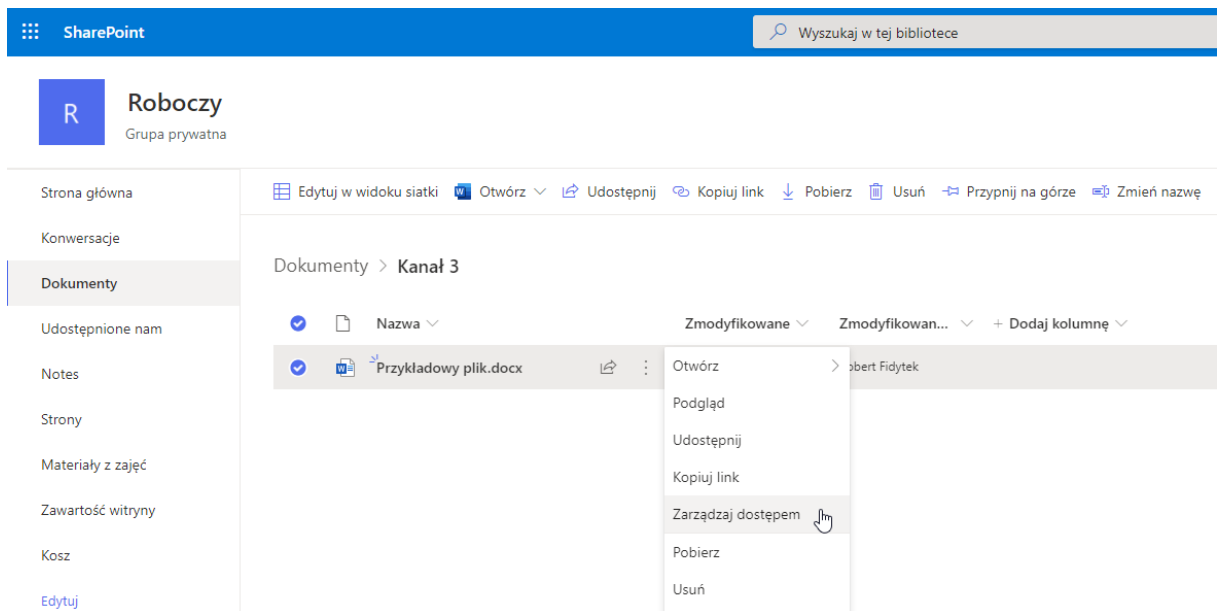 SharePoint
Wyszukaj w tej bibliotece
R
Roboczy
Grupa prywatna
Strona główna
Konwersacje
Dokumenty
Udostępnione nam
Notes
Strony
Materiały z zajęć
Zawartość witryny
Kosz
Edytuj
Edytuj w widoku siatki Otwórz Udostępnij Kopiuj link Pobierz Usuń Przypnij na górze Zmień nazwę
Dokumenty > Kanał 3
Nazwa Zmodyfikowane Zmodyfikowan... + Dodaj kolumnę
Przykładowy plik.docx Fidytek
Otwórz
Podgląd
Udostępnij
Kopiuj link
Zarządzaj dostępem
Pobierz
Usuń